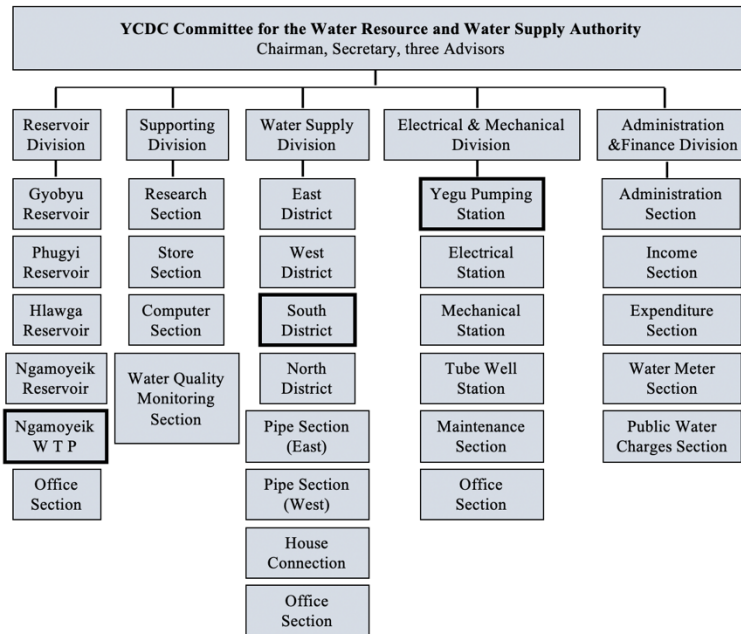 YCDC Committee for the Water Resource and Water Supply Authority
Chairman, Secretary, three Advisors
Reservoir
Division
Gyobyu
Reservoir
Phugyi
Reservoir
Hlawga
Reservoir
Ngamoyeik
Reservoir
Ngamoyeik
W T P
Office
Section
Supporting
Division
Research
Section
Store
Section
Computer
Section
Water Quality
Monitoring
Section
Water Supply
Division
East
District
West
District
South
District
North
District
Pipe Section
(East)
Pipe Section
(West)
House
Connection
Office
Section
Electrical & Mechanical
Division
Yegu Pumping
Station
Electrical
Station
Mechanical
Station
Tube Well
Station
Maintenance
Section
Office
Section
Administration
&Finance Division
Administration
Section
Income
Section
Expenditure
Section
Water Meter
Section
Public Water
Charges Section